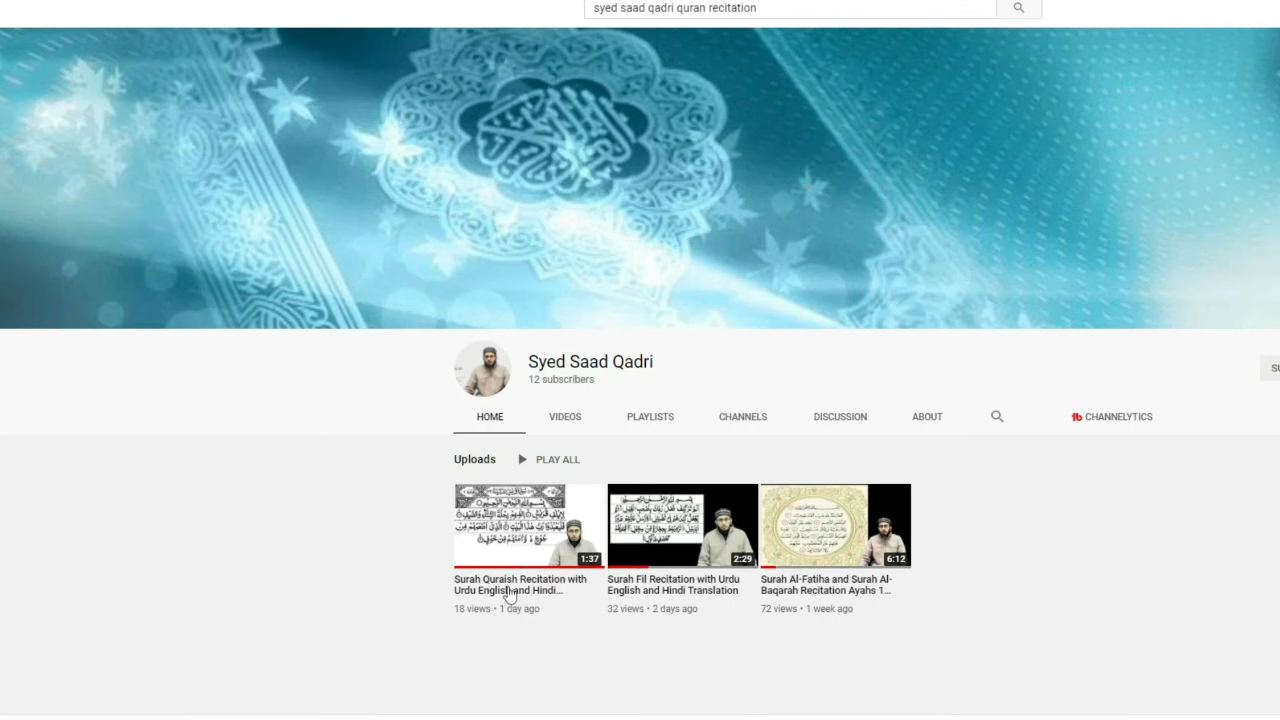 syed saad qadri quran recitation
Syed Saad Qadri
12 subscribers
HOME
VIDEOS
PLAYLISTS
CHANNELS
DISCUSSION
ABOUT
CHANNELYTICS
Uploads
PLAY ALL
1:37
2:29
6:12
Surah Quraish Recitation with
Urdu English and Hindi...
18 views • 1 day ago
Surah Fil Recitation with Urdu
English and Hindi Translation
32 views • 2 days ago
Surah Al-Fatiha and Surah Al-
Baqarah Recitation Ayahs 1...
72 views • 1 week ago